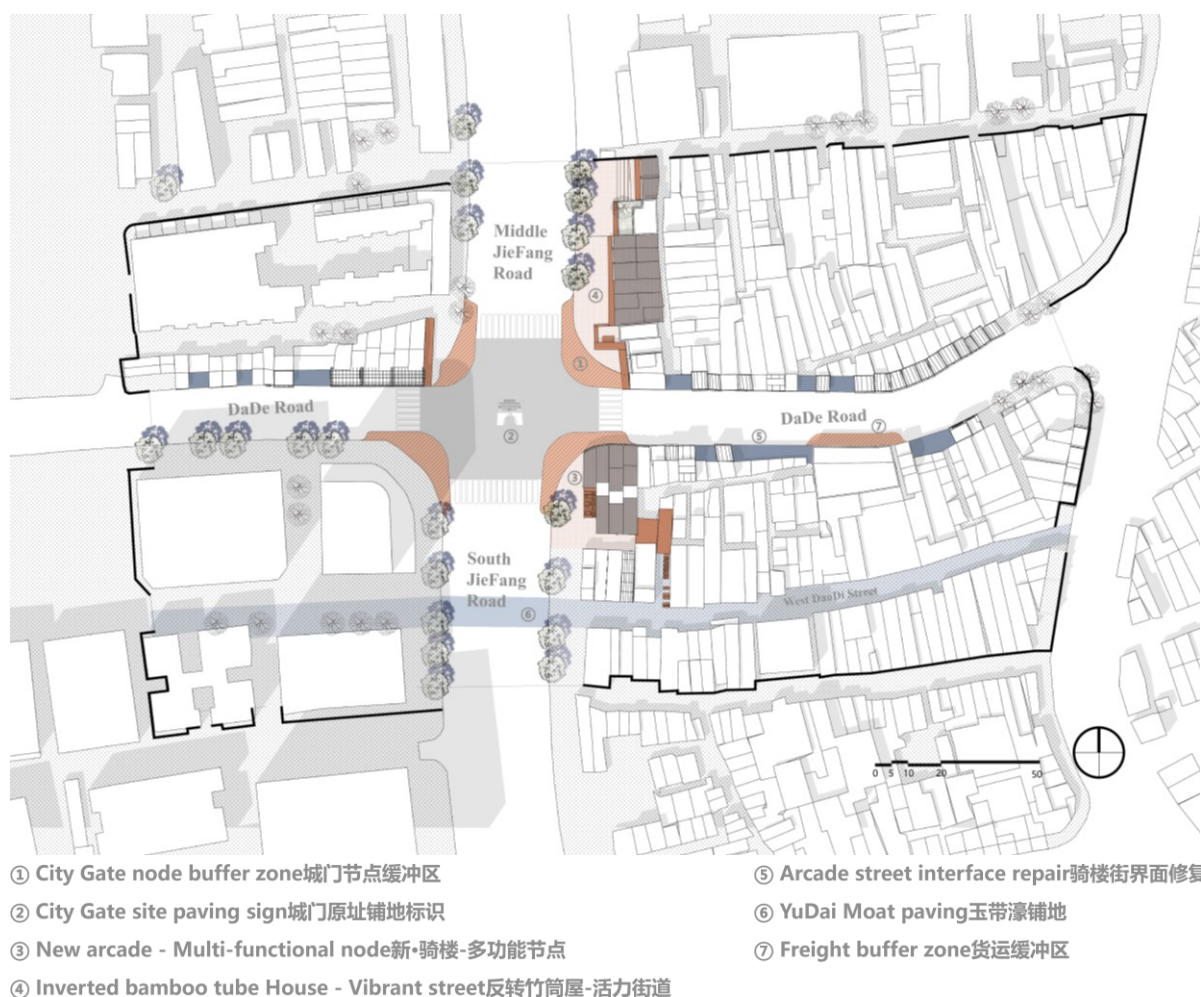 Middle
JieFang
Road
④
①
DaDe Road
②
DaDe Road
⑤
⑦
③
South
JieFang
Road
⑥
West DaoDi Street
0 5 10 20 50
① City Gate node buffer zone城门节点缓冲区
② City Gate site paving sign城门原址铺地标识
③ New arcade - Multi-functional node新•骑楼-多功能节点
④ Inverted bamboo tube House - Vibrant street反转竹筒屋-活力街道
⑤ Arcade street interface repair骑楼街界面修复
⑥ YuDai Moat paving玉带濠铺地
⑦ Freight buffer zone货运缓冲区